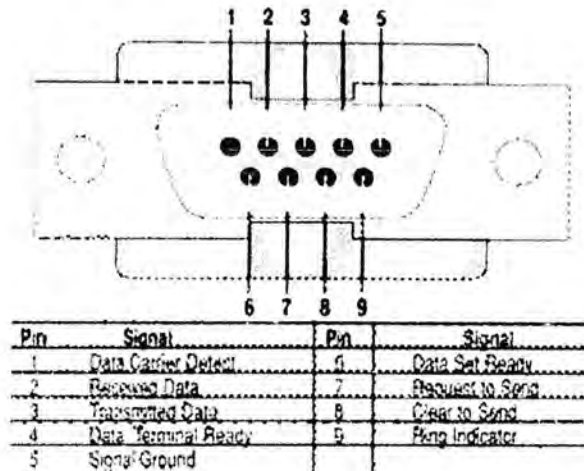 1 2 3 4 5
6 7 8 9
Pin Signal Pin Signal
1 Data Carrier Detect 6 Data Set Ready
2 Received Data 7 Request to Send
3 Transmitted Data 8 Clear to Send
4 Data Terminal Ready 9 Ring Indicator
5 Signal Ground